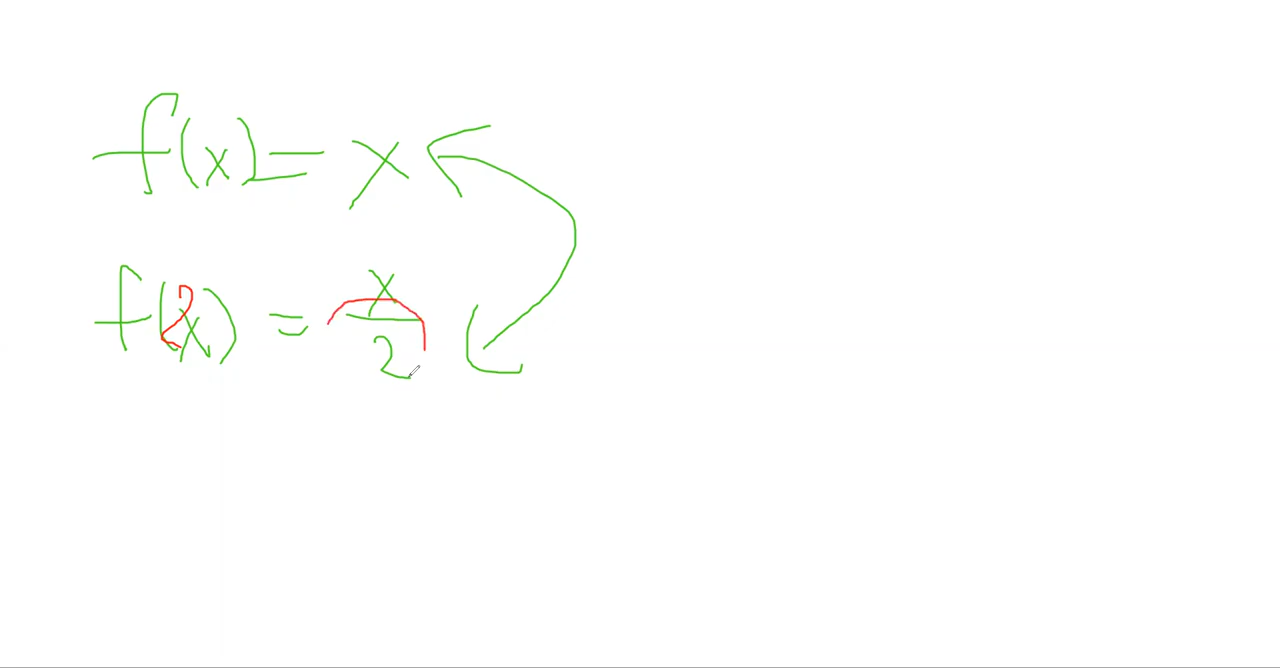 f(x) = x
f(2x) = x/2